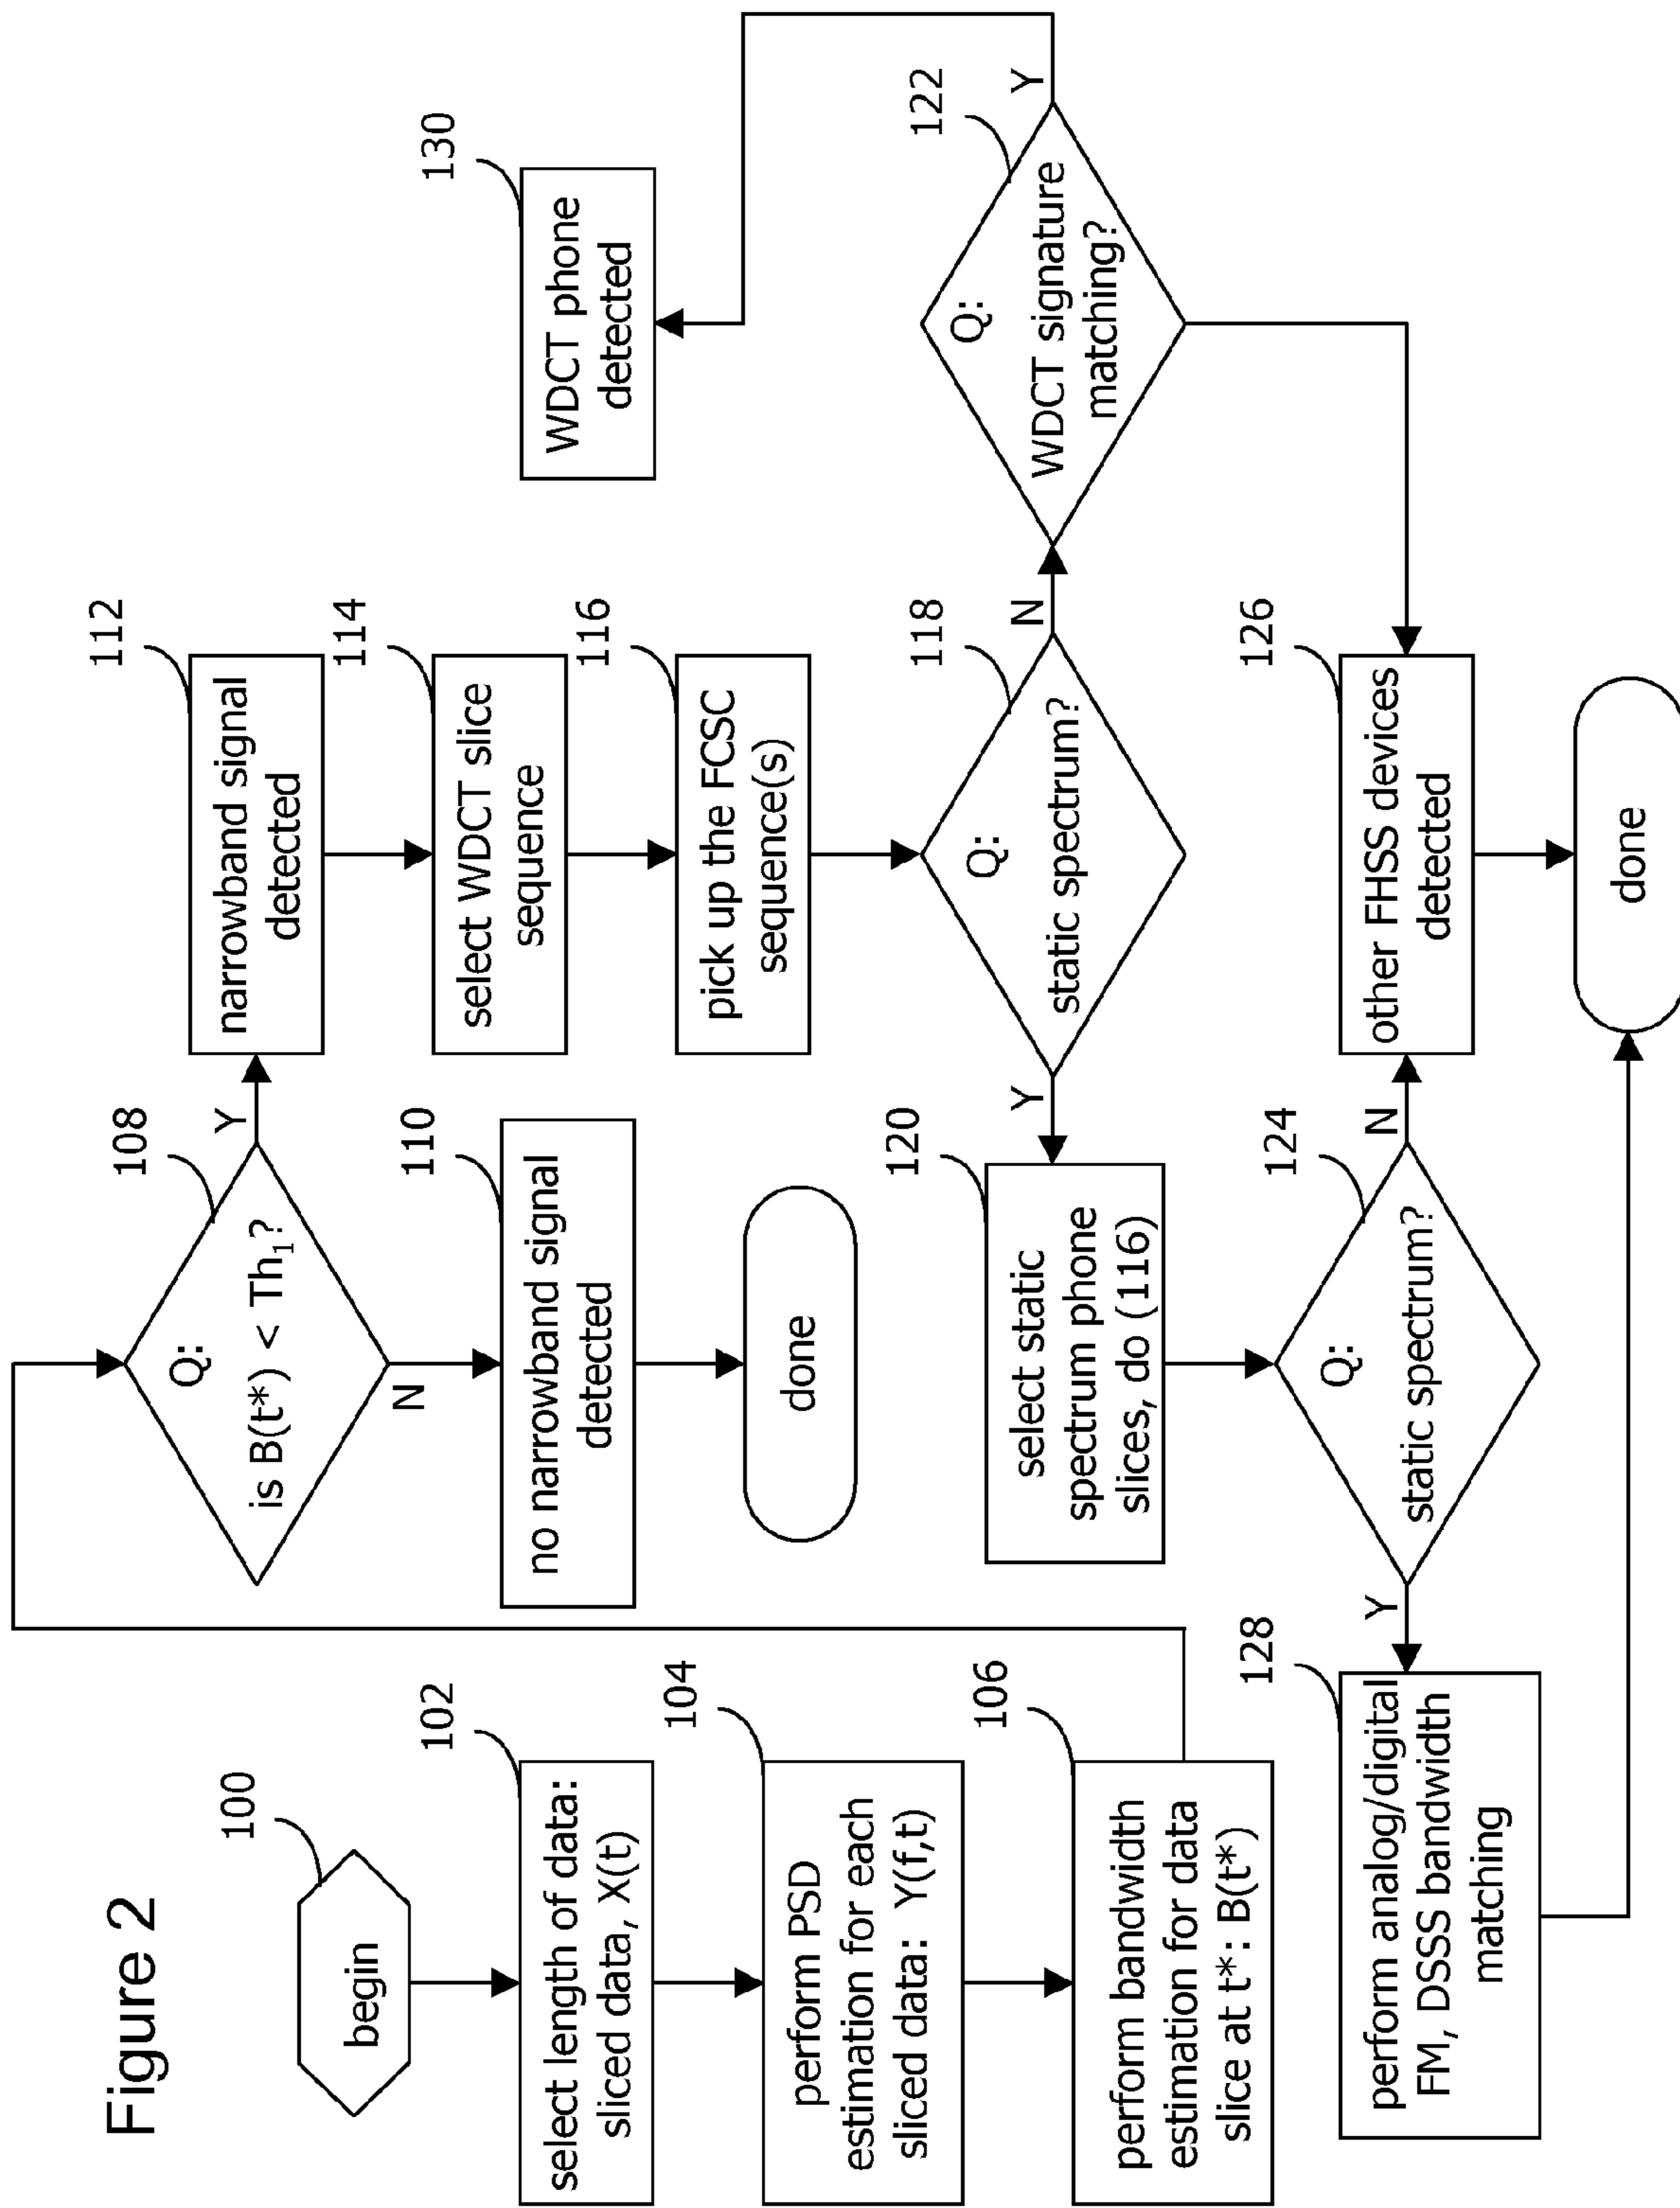 Figure 2
100
begin
102
select length of data:
sliced data, X(t)
104
perform PSD
estimation for each
sliced data: Y(f,t)
106
perform bandwidth
estimation for data
slice at t*: B(t*)
108
Q:
is B(t*) < Th₁?
Y
N
110
no narrowband signal
detected
done
112
narrowband signal
detected
114
select WDCT slice
sequence
116
pick up the FCSC
sequence(s)
118
Q:
static spectrum?
Y
N
120
select static
spectrum phone
slices, do (116)
122
Q:
WDCT signature
matching?
Y
130
WDCT phone
detected
124
Q:
static spectrum?
Y
N
126
other FHSS devices
detected
128
perform analog/digital
FM, DSSS bandwidth
matching
done